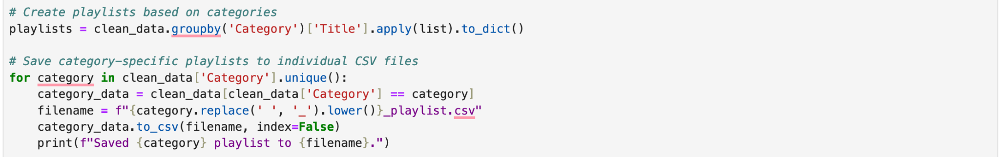 # Create playlists based on categories
playlists = clean_data.groupby('Category')['Title'].apply(list).to_dict()

# Save category-specific playlists to individual CSV files
for category in clean_data['Category'].unique():
    category_data = clean_data[clean_data['Category'] == category]
    filename = f"{category.replace(' ', '_').lower()}_playlist.csv"
    category_data.to_csv(filename, index=False)
    print(f"Saved {category} playlist to {filename}.")